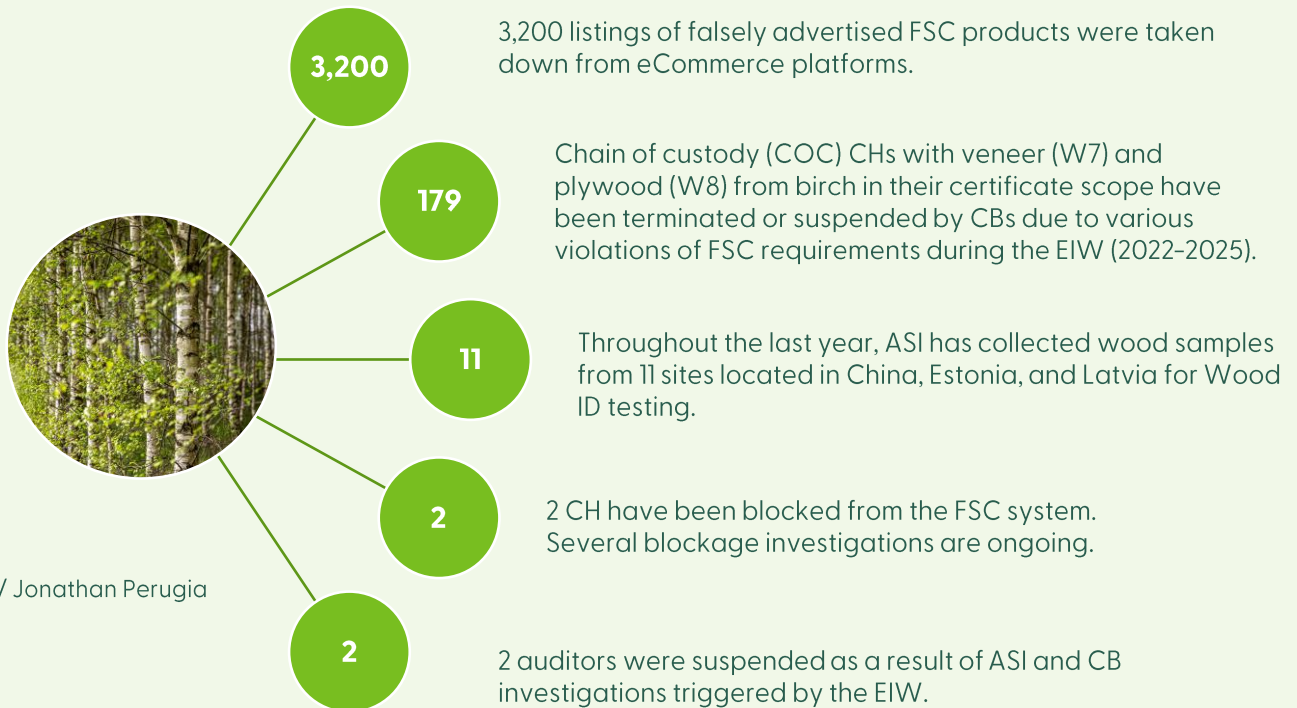 3,200
3,200 listings of falsely advertised FSC products were taken
down from eCommerce platforms.
179
Chain of custody (COC) CHs with veneer (W7) and
plywood (W8) from birch in their certificate scope have
been terminated or suspended by CBs due to various
violations of FSC requirements during the EIW (2022-2025).
11
Throughout the last year, ASI has collected wood samples
from 11 sites located in China, Estonia, and Latvia for Wood
ID testing.
2
2 CH have been blocked from the FSC system.
Several blockage investigations are ongoing.
/ Jonathan Perugia
2
2 auditors were suspended as a result of ASI and CB
investigations triggered by the EIW.